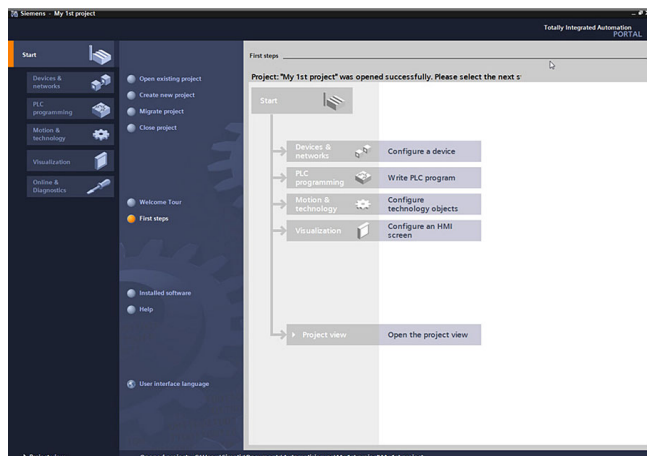 Siemens - My 1st project
Totally Integrated Automation
PORTAL
Start
Devices &
networks
PLC
programming
Motion &
technology
Visualization
Online &
Diagnostics
Open existing project
Create new project
Migrate project
Close project
Welcome Tour
First steps
Installed software
Help
User interface language
First steps
Project: "My 1st project" was opened successfully. Please select the next s
Start
Devices &
networks
Configure a device
PLC
programming
Write PLC program
Motion &
technology
Configure
technology objects
Visualization
Configure an HMI
screen
Project view
Open the project view